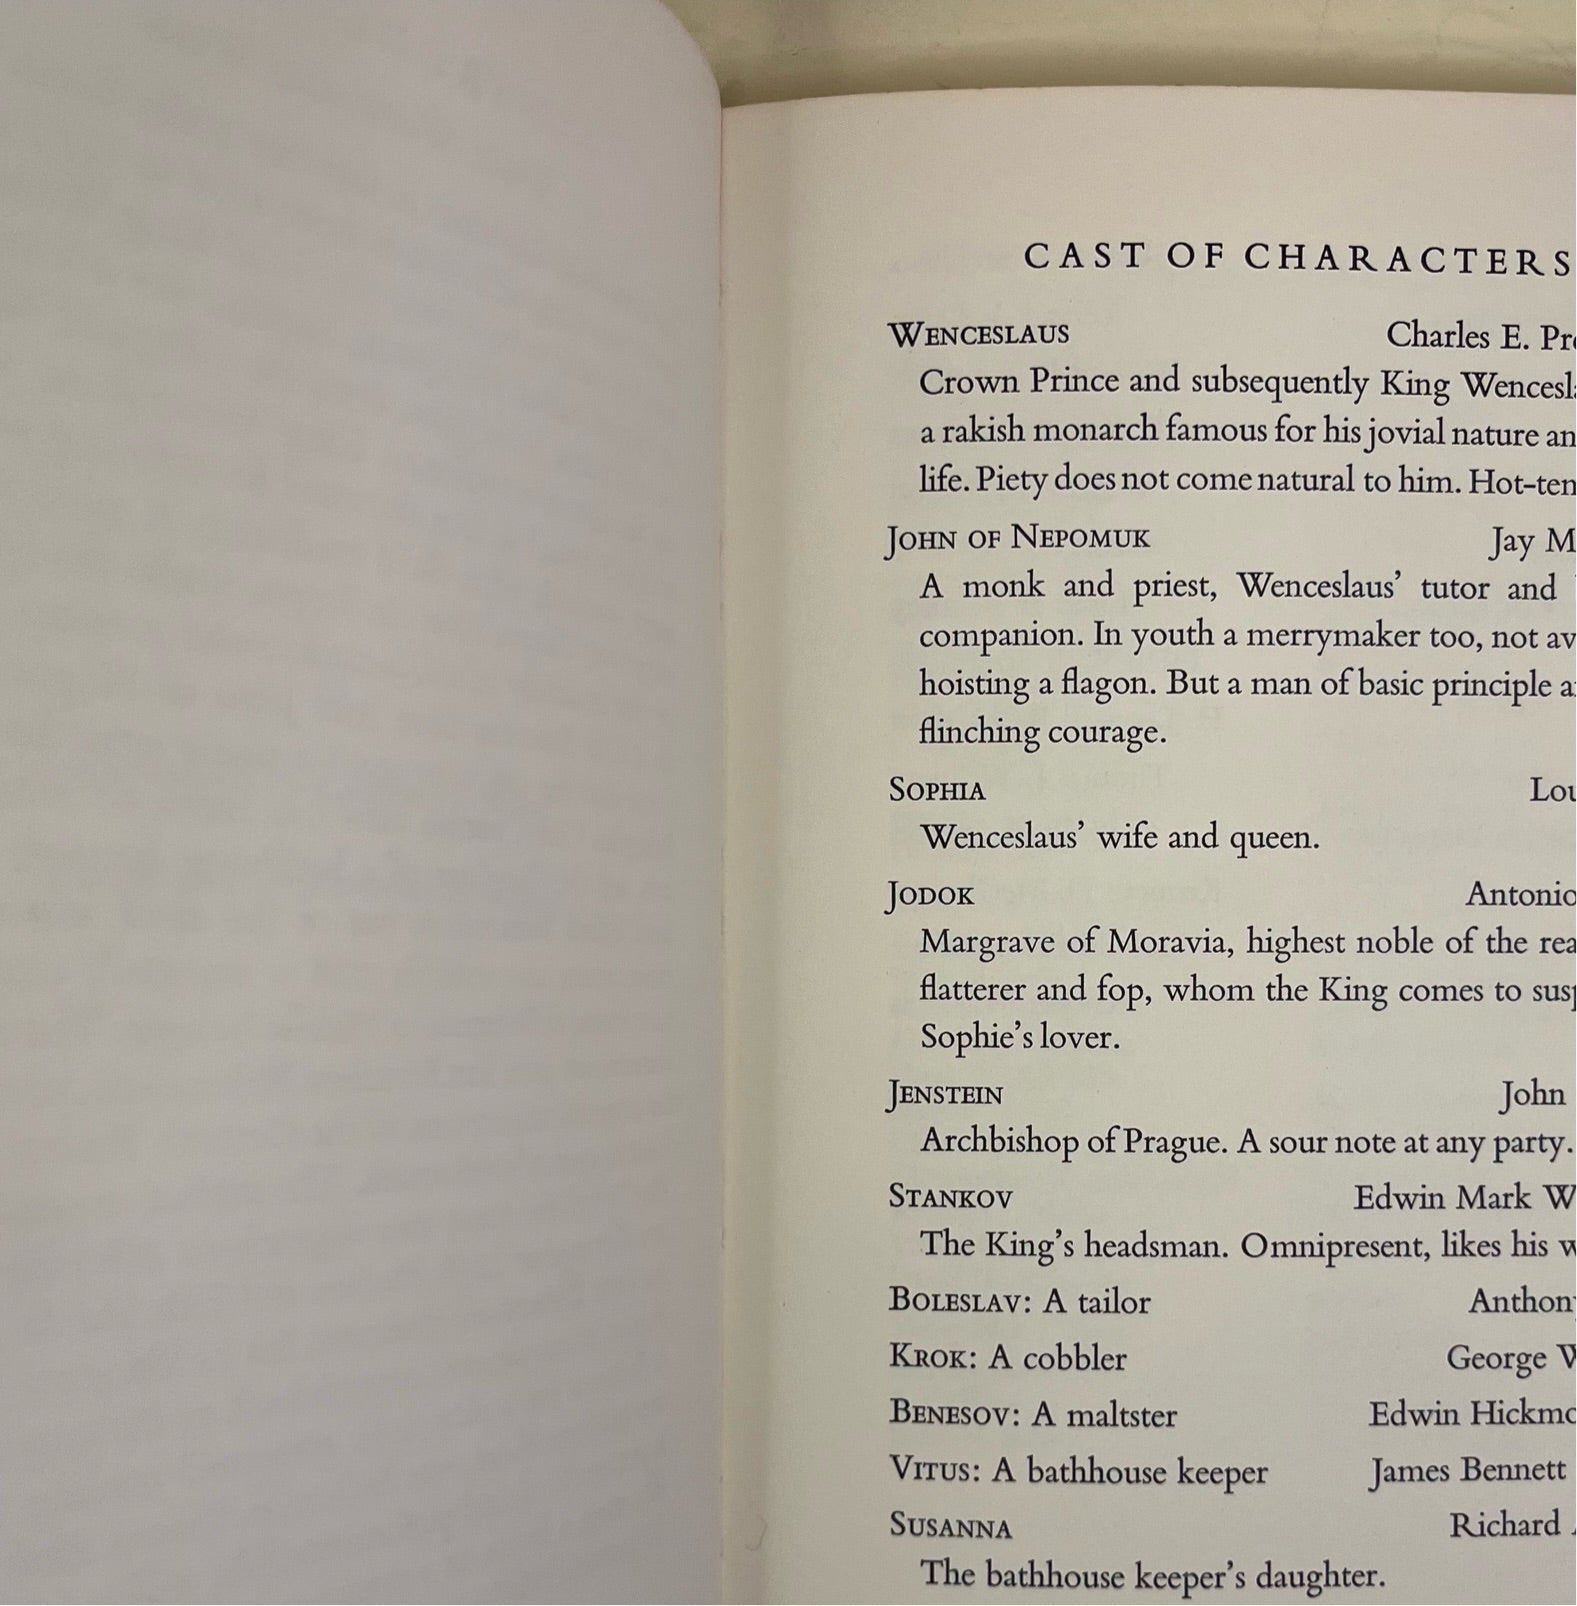 CAST OF CHARACTERS
WENCESLAUS Charles E.
Crown Prince and subsequently King
a rakish monarch famous for his jovial nature
life. Piety does not come natural to him.
JOHN OF NEPOMUK Jay
A monk and priest, Wenceslaus' tutor and
companion. In youth a merrymaker too, not
hoisting a flagon. But a man of basic principle
flinching courage.
SOPHIA
Wenceslaus' wife and queen.
JODOK
Margrave of Moravia, highest noble of the
flatterer and fop, whom the King comes to
Sophie's lover.
JENSTEIN John
Archbishop of Prague. A sour note at any party.
STANKOV Edwin Mark
The King's headsman. Omnipresent, likes his
BOLESLAV: A tailor
KROK: A cobbler George
BENESOV: A maltster Edwin
VITUS: A bathhouse keeper James Bennett
SUSANNA Richard
The bathhouse keeper's daughter.